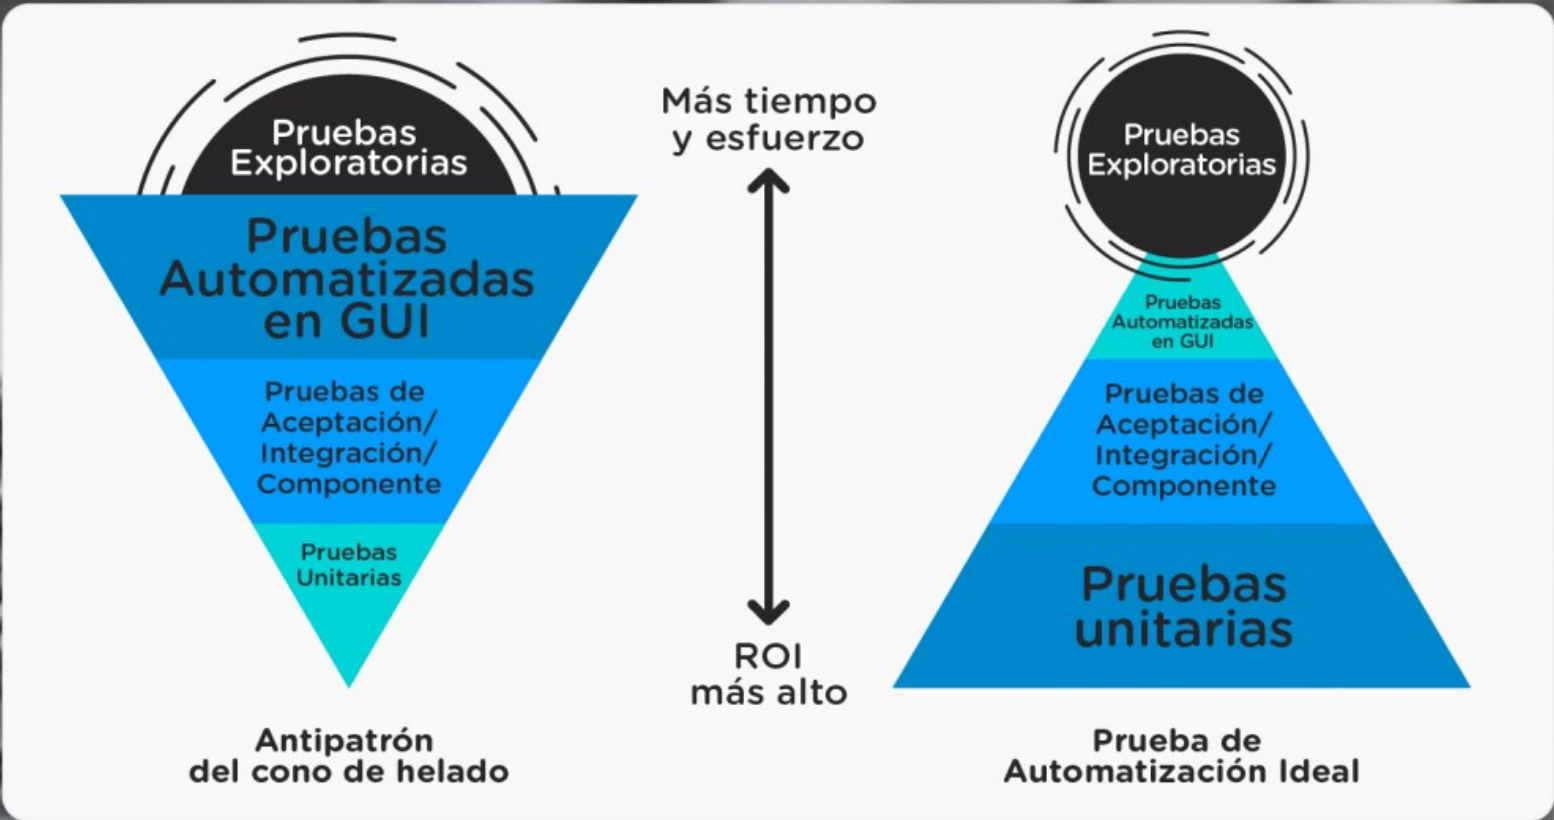 Pruebas
Exploratorias
Pruebas
Automatizadas
en GUI
Pruebas de
Aceptación/
Integración/
Componente
Pruebas
Unitarias
Antipatrón
del cono de helado
Más tiempo
y esfuerzo
ROI
más alto
Pruebas
Exploratorias
Pruebas
Automatizadas
en GUI
Pruebas de
Aceptación/
Integración/
Componente
Pruebas
unitarias
Prueba de
Automatización Ideal